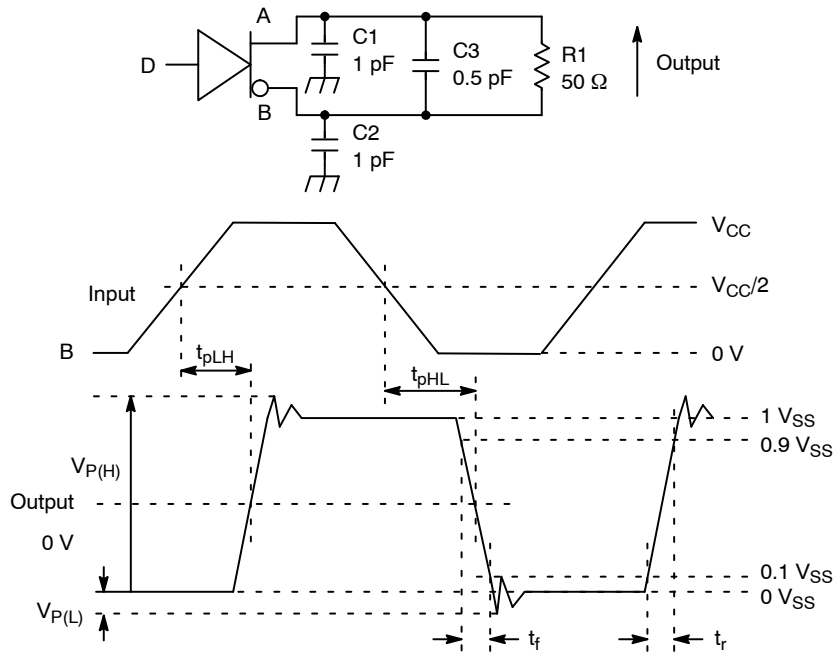 A
D
B
C1
1 pF
C3
0.5 pF
R1
50 Ω
Output
C2
1 pF
V_CC
Input
V_CC/2
B
0 V
t_pLH
t_pHL
1 V_SS
0.9 V_SS
V_P(H)
Output
0 V
0.1 V_SS
0 V_SS
V_P(L)
t_f
t_r